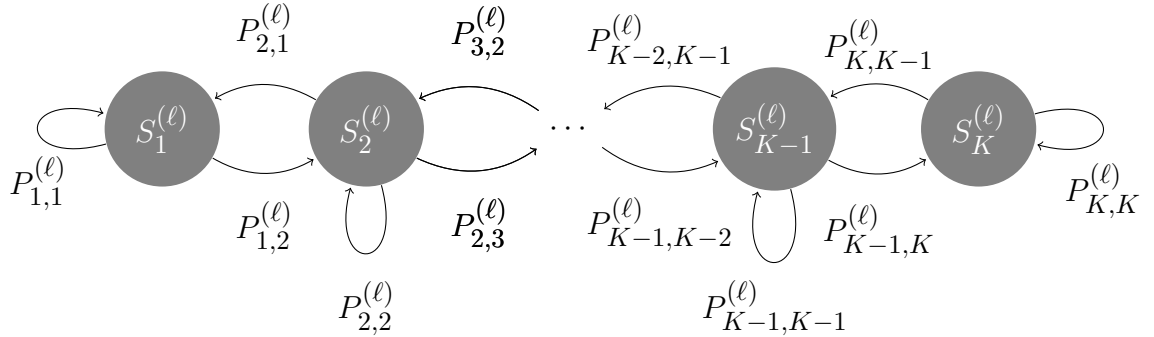 P_{2,1}^{(ℓ)} P_{3,2}^{(ℓ)} P_{K−2,K−1}^{(ℓ)} P_{K,K−1}^{(ℓ)}
S_1^{(ℓ)} S_2^{(ℓ)} ⋯ S_{K−1}^{(ℓ)} S_K^{(ℓ)}
P_{1,1}^{(ℓ)} P_{K,K}^{(ℓ)}
P_{1,2}^{(ℓ)} P_{2,3}^{(ℓ)} P_{K−1,K−2}^{(ℓ)} P_{K−1,K}^{(ℓ)}
P_{2,2}^{(ℓ)} P_{K−1,K−1}^{(ℓ)}